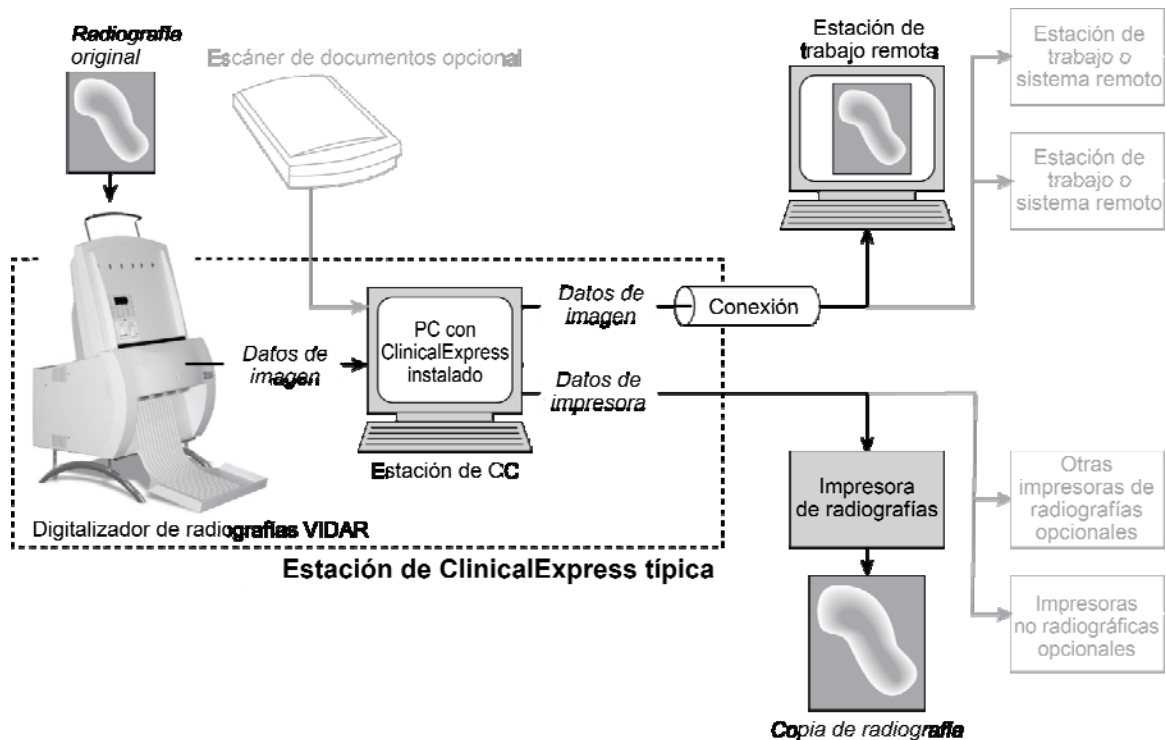 Radiografía
original
Escáner de documentos opcional
Estación de
trabajo remota
Estación de
trabajo o
sistema remoto
Estación de
trabajo o
sistema remoto
Datos de
imagen
PC con
ClinicalExpress
instalado
Datos de
imagen
Conexión
Datos de
impresora
Estación de CC
Digitalizador de radiografías VIDAR
Estación de ClinicalExpress típica
Impresora
de radiografías
Otras
impresoras de
radiografías
opcionales
Impresoras
no radiográficas
opcionales
Copia de radiografía